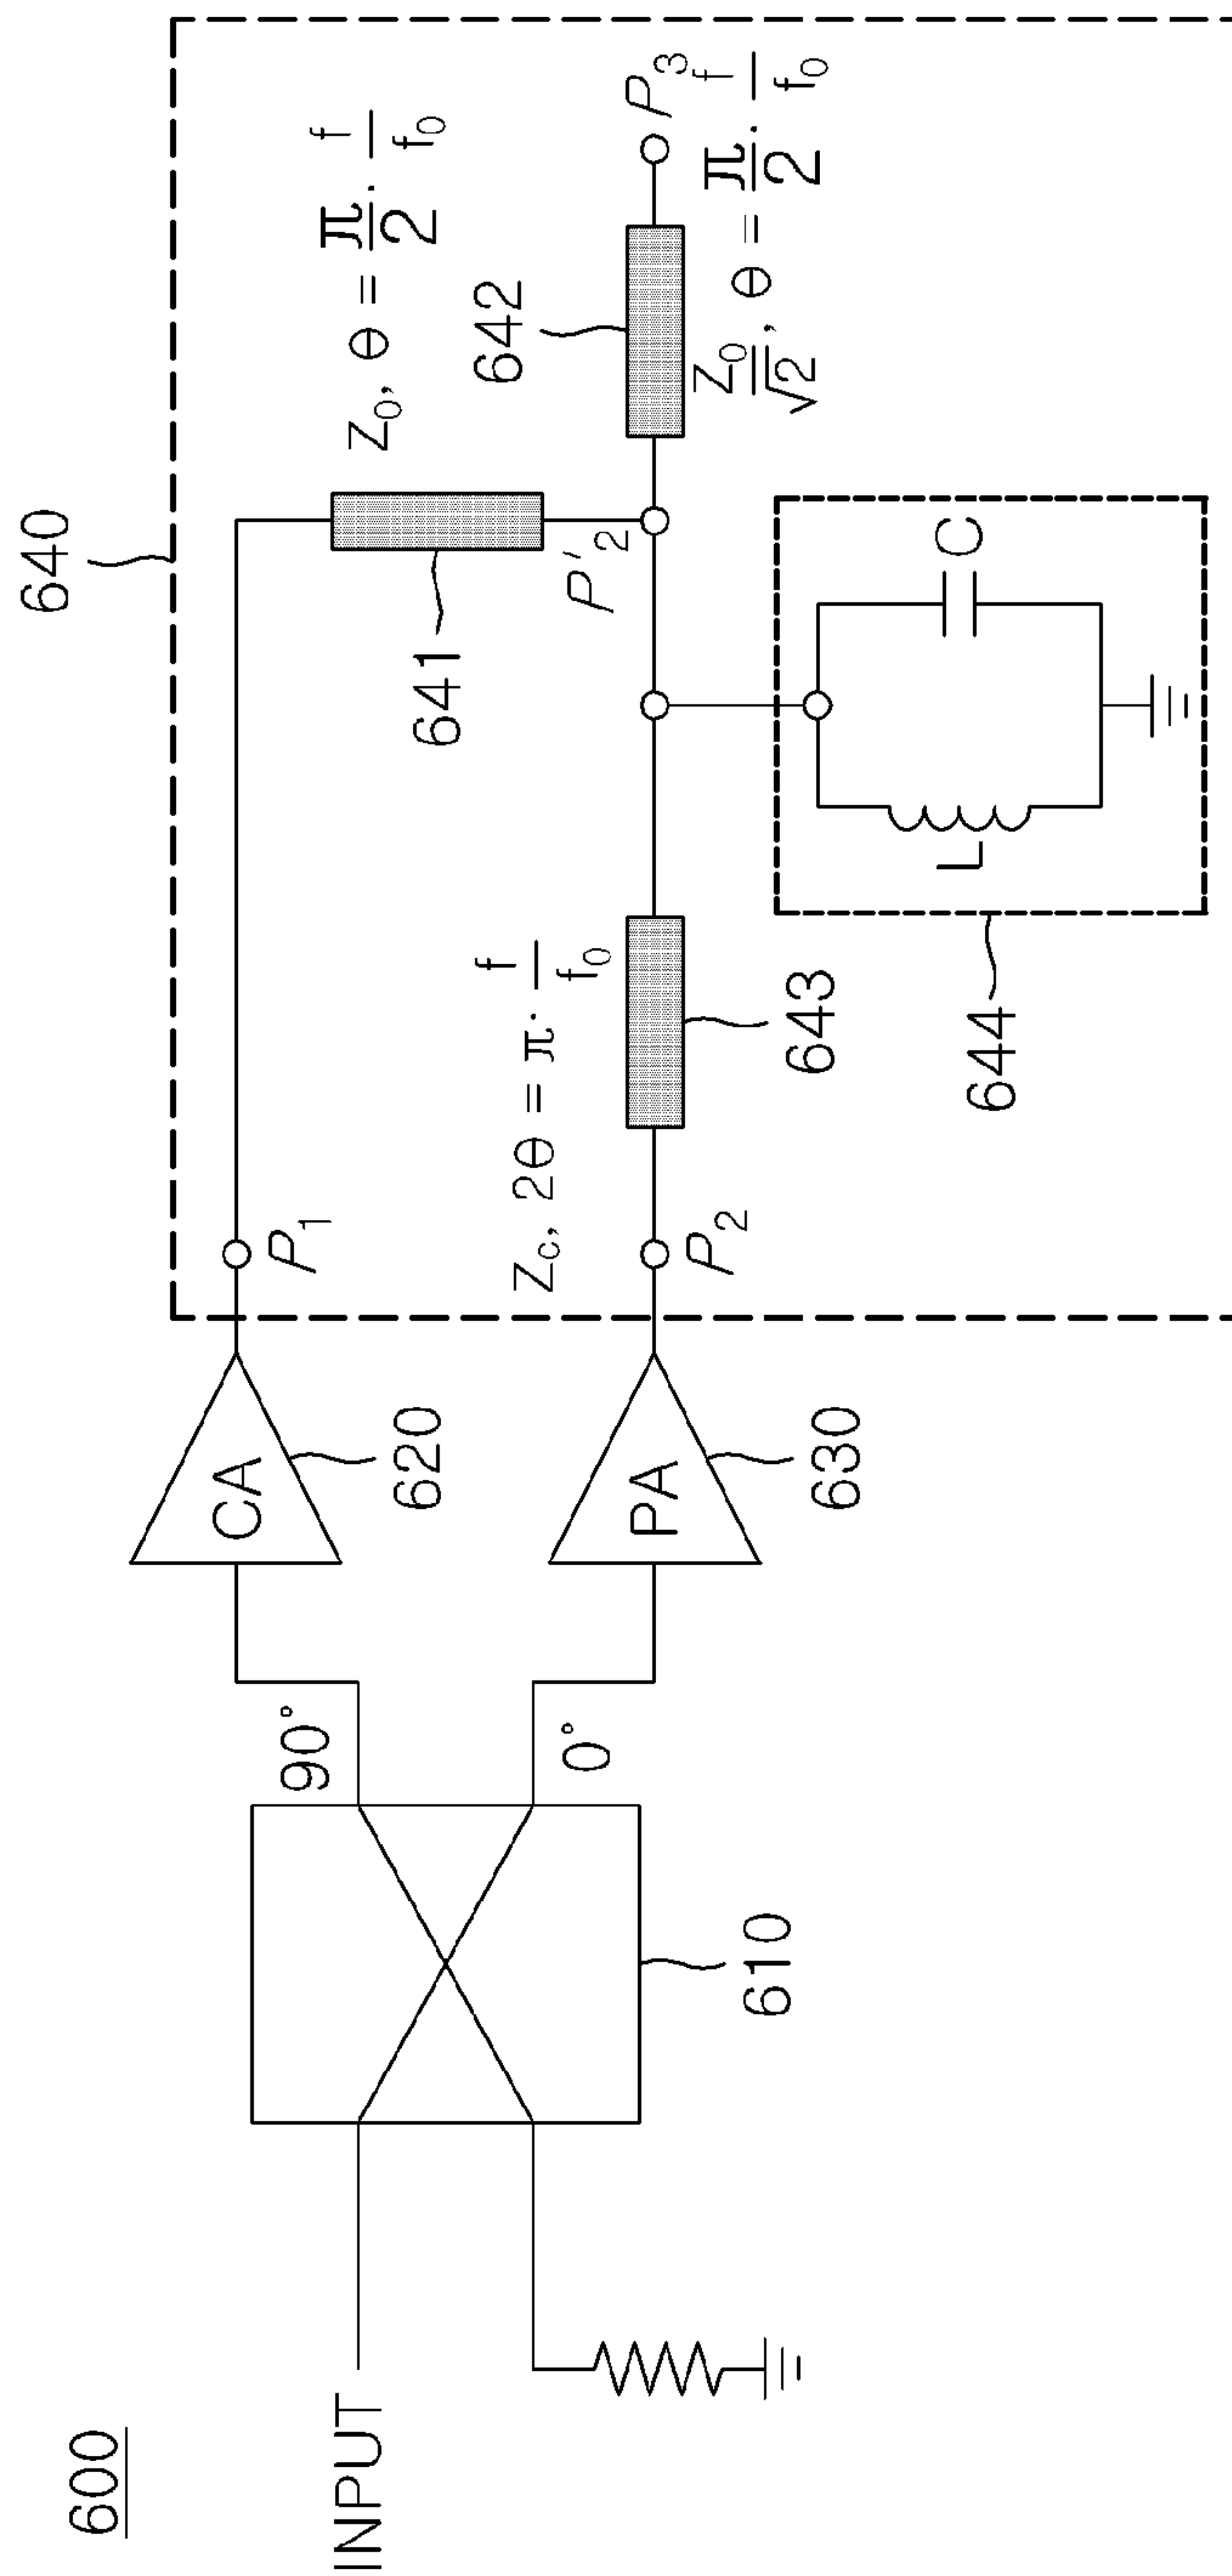 600
640
INPUT
610
90°
0°
CA
620
PA
630
P₁
P₂
Z₀, θ = π/2 · f/f₀
641
P'₂
642
P₃
Z₀/√2, θ = π/2 · f/f₀
Z_c, 2θ = π · f/f₀
643
644
L
C